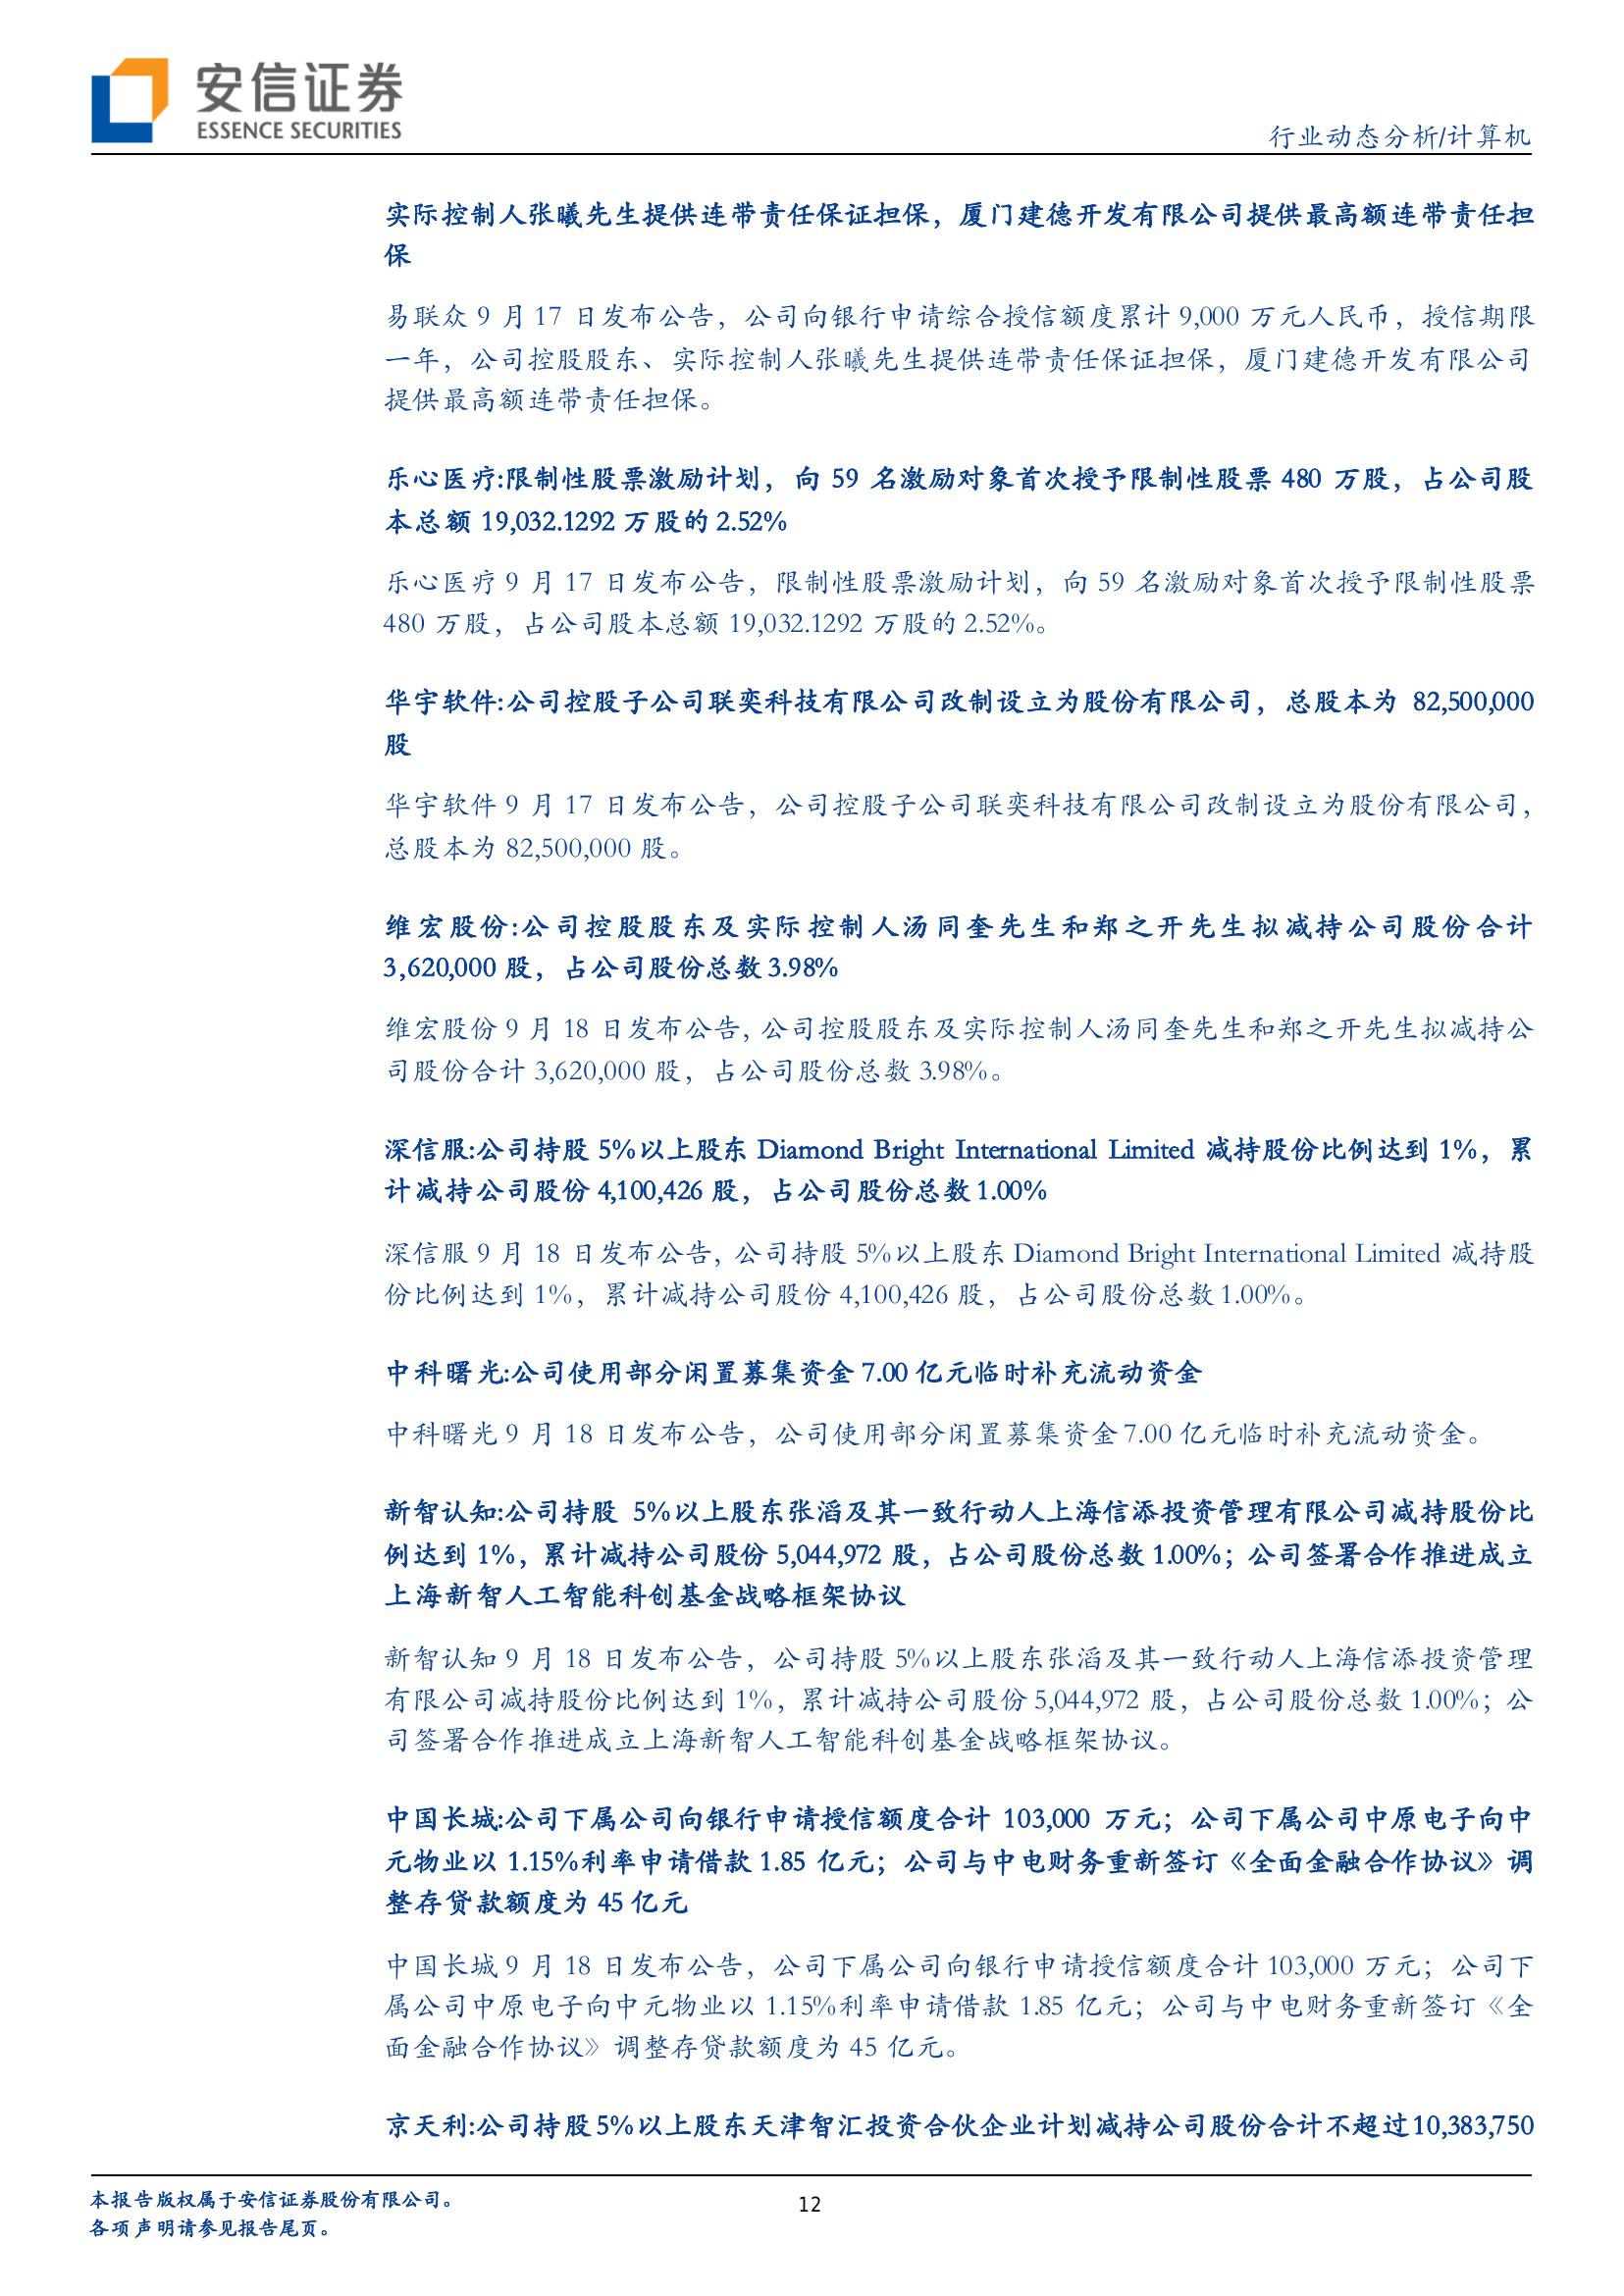 安信证券
ESSENCE SECURITIES
行业动态分析/计算机
实际控制人张曦先生提供连带责任保证担保，厦门建德开发有限公司提供最高额连带责任担
保
易联众 9 月 17 日发布公告，公司向银行申请综合授信额度累计 9,000 万元人民币，授信期限
一年，公司控股股东、实际控制人张曦先生提供连带责任保证担保，厦门建德开发有限公司
提供最高额连带责任担保。
乐心医疗:限制性股票激励计划，向 59 名激励对象首次授予限制性股票 480 万股，占公司股
本总额 19,032.1292 万股的 2.52%
乐心医疗 9 月 17 日发布公告，限制性股票激励计划，向 59 名激励对象首次授予限制性股票
480 万股，占公司股本总额 19,032.1292 万股的 2.52%。
华宇软件:公司控股子公司联奕科技有限公司改制设立为股份有限公司，总股本为 82,500,000
股
华宇软件 9 月 17 日发布公告，公司控股子公司联奕科技有限公司改制设立为股份有限公司，
总股本为 82,500,000 股。
维宏股份:公司控股股东及实际控制人汤同奎先生和郑之开先生拟减持公司股份合计
3,620,000 股，占公司股份总数 3.98%
维宏股份 9 月 18 日发布公告，公司控股股东及实际控制人汤同奎先生和郑之开先生拟减持公
司股份合计 3,620,000 股，占公司股份总数 3.98%。
深信服:公司持股 5%以上股东 Diamond Bright International Limited 减持股份比例达到 1%，累
计减持公司股份 4,100,426 股，占公司股份总数 1.00%
深信服 9 月 18 日发布公告，公司持股 5%以上股东 Diamond Bright International Limited 减持股
份比例达到 1%，累计减持公司股份 4,100,426 股，占公司股份总数 1.00%。
中科曙光:公司使用部分闲置募集资金 7.00 亿元临时补充流动资金
中科曙光 9 月 18 日发布公告，公司使用部分闲置募集资金 7.00 亿元临时补充流动资金。
新智认知:公司持股 5%以上股东张滔及其一致行动人上海信添投资管理有限公司减持股份比
例达到 1%，累计减持公司股份 5,044,972 股，占公司股份总数 1.00%；公司签署合作推进成立
上海新智人工智能科创基金战略框架协议
新智认知 9 月 18 日发布公告，公司持股 5%以上股东张滔及其一致行动人上海信添投资管理
有限公司减持股份比例达到 1%，累计减持公司股份 5,044,972 股，占公司股份总数 1.00%；公
司签署合作推进成立上海新智人工智能科创基金战略框架协议。
中国长城:公司下属公司向银行申请授信额度合计 103,000 万元；公司下属公司中原电子向中
元物业以 1.15%利率申请借款 1.85 亿元；公司与中电财务重新签订《全面金融合作协议》调
整存贷款额度为 45 亿元
中国长城 9 月 18 日发布公告，公司下属公司向银行申请授信额度合计 103,000 万元；公司下
属公司中原电子向中元物业以 1.15%利率申请借款 1.85 亿元；公司与中电财务重新签订《全
面金融合作协议》调整存贷款额度为 45 亿元。
京天利:公司持股 5%以上股东天津智汇投资合伙企业计划减持公司股份合计不超过 10,383,750
本报告版权属于安信证券股份有限公司。
各项声明请参见报告尾页。
12